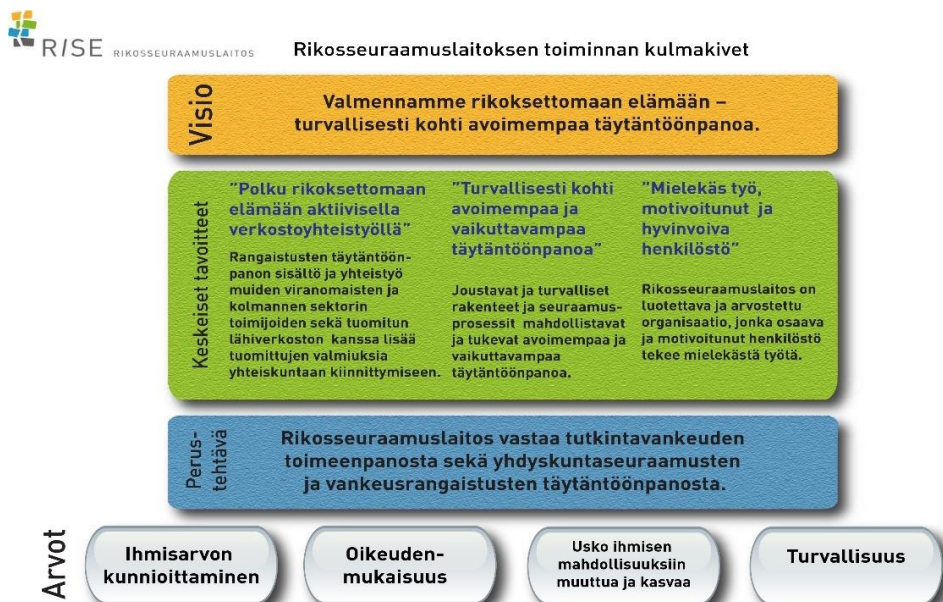 RISE RIKOSSEURAAMUSLAITOS
Rikosseuraamuslaitoksen toiminnan kulmakivet
Visio
Valmennamme rikoksettomaan elämään –
turvallisesti kohti avoimempaa täytäntöönpanoa.
Keskeiset tavoitteet
"Polku rikoksettomaan
elämään aktiivisella
verkostoyhteistyöllä"
Rangaistusten täytäntöön-
panon sisältö ja yhteistyö
muiden viranomaisten ja
kolmannen sektorin
toimijoiden sekä tuomitun
lähiverkoston kanssa lisää
tuomittujen valmiuksia
yhteiskuntaan kiinnittymiseen.
"Turvallisesti kohti
avoimempaa ja
vaikuttavampaa
täytäntöönpanoa"
Joustavat ja turvalliset
rakenteet ja seuraamus-
prosessit mahdollistavat
ja tukevat avoimempaa ja
vaikuttavampaa
täytäntöönpanoa.
"Mielekäs työ,
motivoitunut ja
hyvinvoiva
henkilöstö"
Rikosseuraamuslaitos on
luotettava ja arvostettu
organisaatio, jonka osaava
ja motivoitunut henkilöstö
tekee mielekästä työtä.
Perus-
tehtävä
Rikosseuraamuslaitos vastaa tutkintavankeuden
toimeenpanosta sekä yhdyskuntaseuraamusten
ja vankeusrangaistusten täytäntöönpanosta.
Arvot
Ihmisarvon
kunnioittaminen
Oikeuden-
mukaisuus
Usko ihmisen
mahdollisuuksiin
muuttua ja kasvaa
Turvallisuus